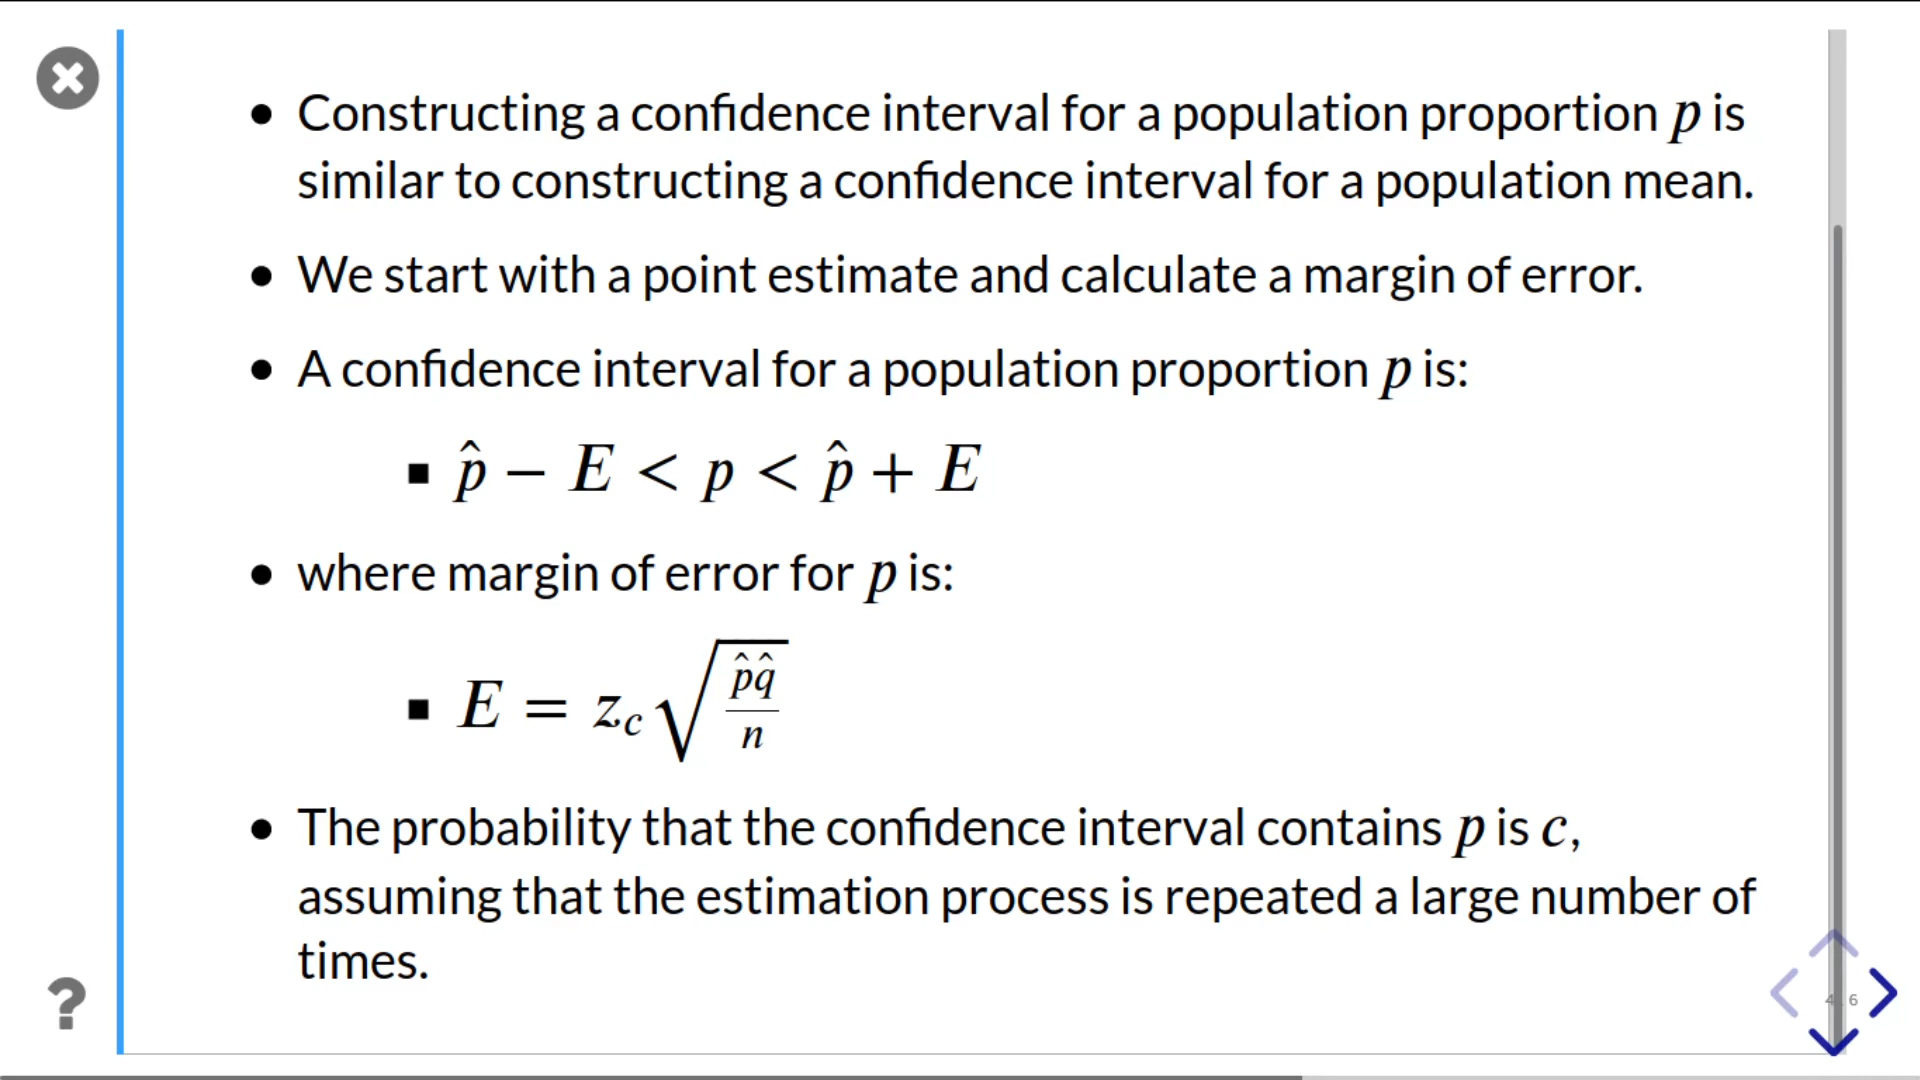 • Constructing a confidence interval for a population proportion p is
similar to constructing a confidence interval for a population mean.
• We start with a point estimate and calculate a margin of error.
• A confidence interval for a population proportion p is:
▪ p̂ − E < p < p̂ + E
• where margin of error for p is:
▪ E = z_c √(p̂q̂/n)
• The probability that the confidence interval contains p is c,
assuming that the estimation process is repeated a large number of
times.
?
4 6